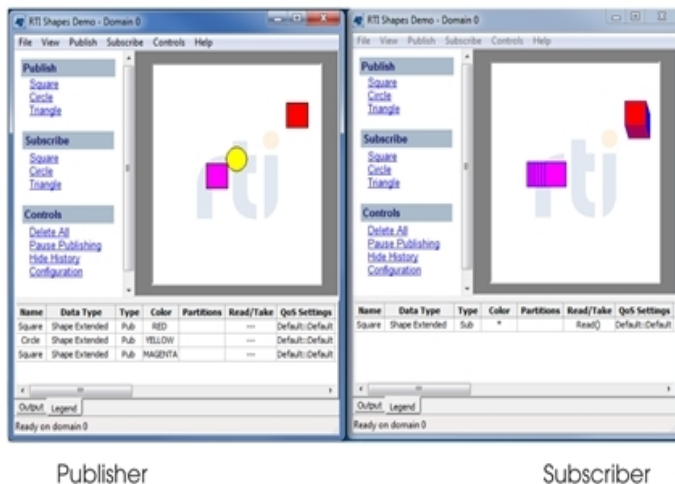 RTI Shapes Demo - Domain 0
File View Publish Subscribe Controls Help
Publish
Square
Circle
Triangle
Subscribe
Square
Circle
Triangle
Controls
Delete All
Pause Publishing
Hide History
Configuration
rti
Name Data Type Type Color Partitions Read/Take QoS Settings
Square Shape Extended Pub RED --- Default::Default
Circle Shape Extended Pub YELLOW --- Default::Default
Square Shape Extended Pub MAGENTA --- Default::Default
Output Legend
Ready on domain 0
Publisher
RTI Shapes Demo - Domain 0
File View Publish Subscribe Controls Help
Publish
Square
Circle
Triangle
Subscribe
Square
Circle
Triangle
Controls
Delete All
Pause Publishing
Hide History
Configuration
rti
Name Data Type Type Color Partitions Read/Take QoS Settings
Square Shape Extended Sub * Read() Default::Default
Output Legend
Ready on domain 0
Subscriber